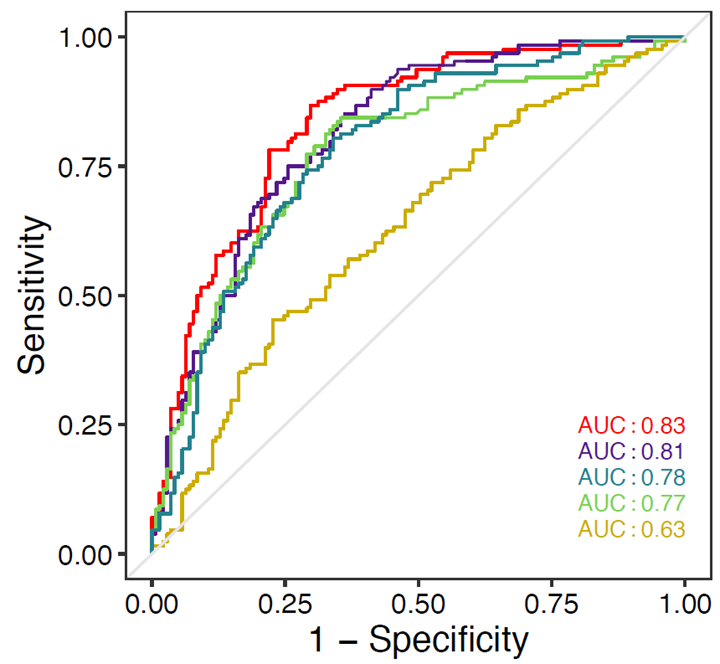 1.00
0.75
0.50
0.25
0.00
Sensitivity
AUC : 0.83
AUC : 0.81
AUC : 0.78
AUC : 0.77
AUC : 0.63
0.00 0.25 0.50 0.75 1.00
1 − Specificity